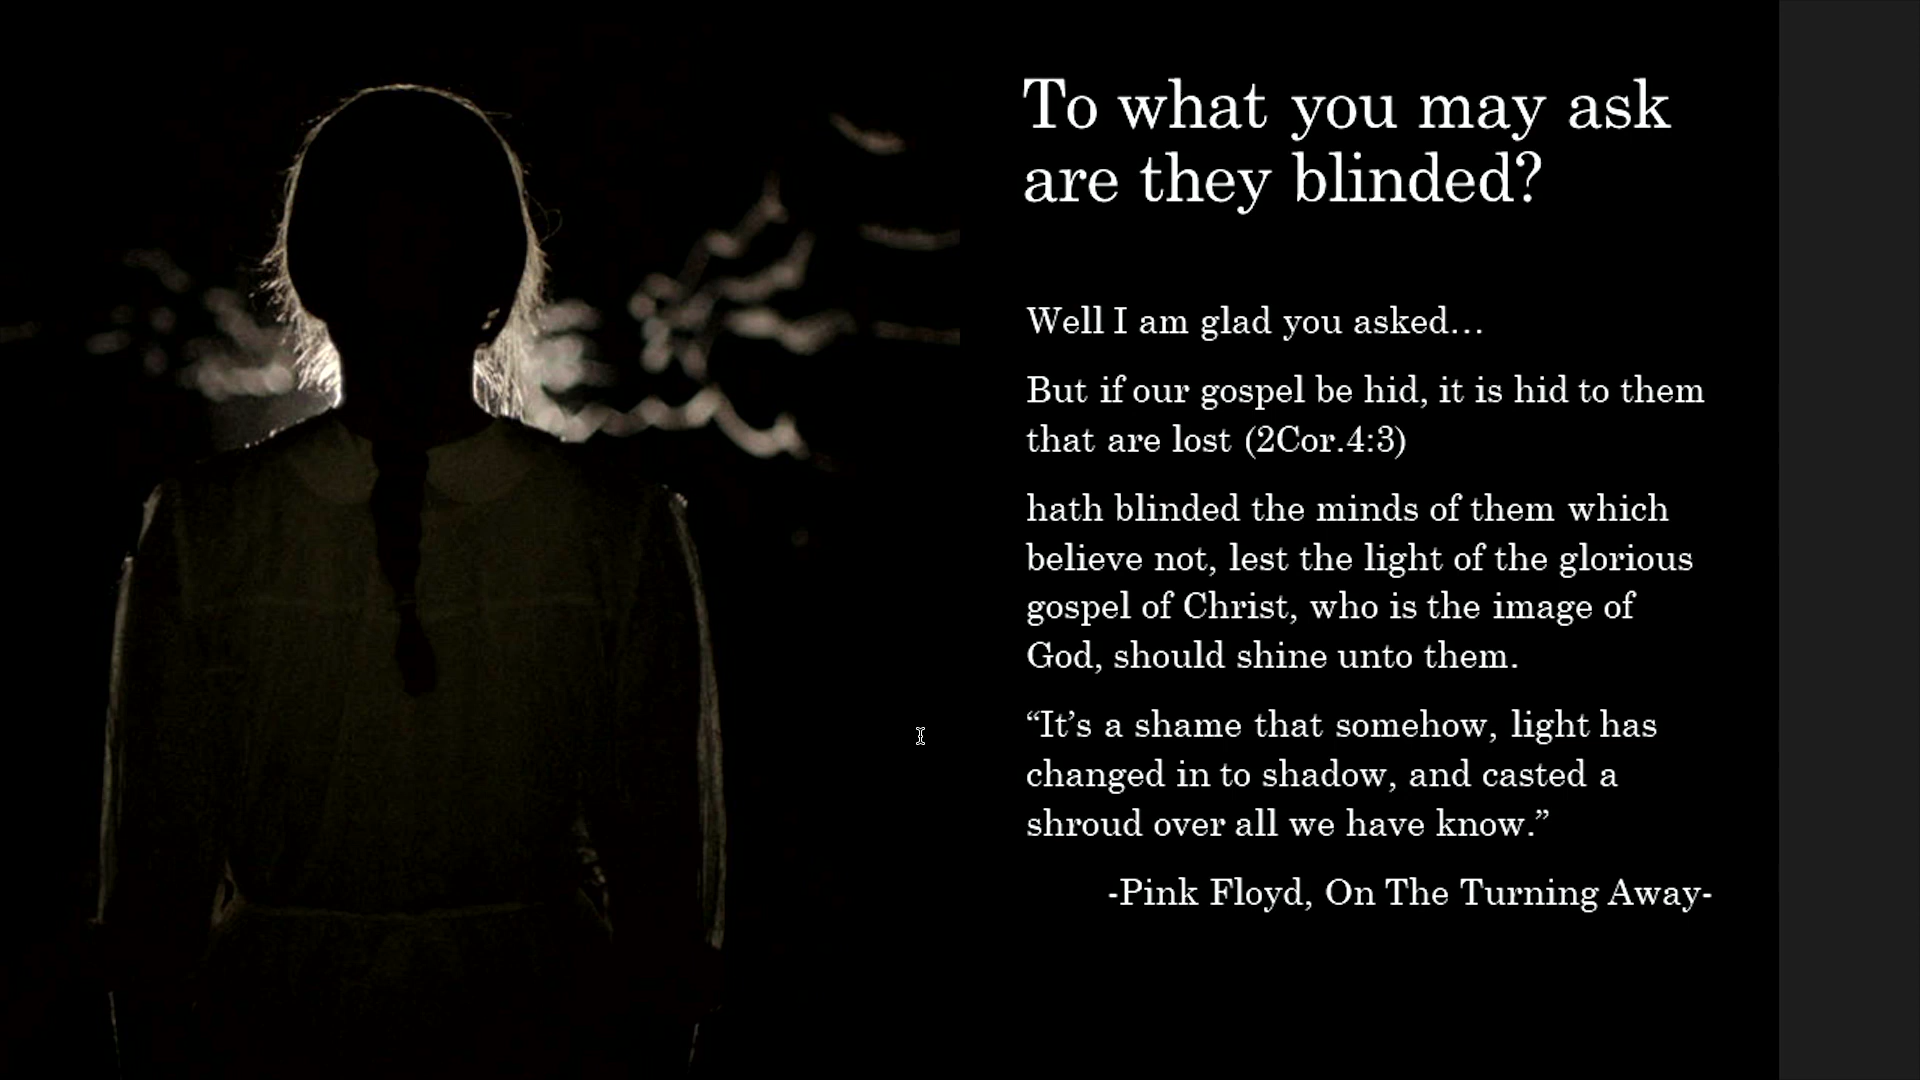 To what you may ask
are they blinded?
Well I am glad you asked…
But if our gospel be hid, it is hid to them
that are lost (2Cor.4:3)
hath blinded the minds of them which
believe not, lest the light of the glorious
gospel of Christ, who is the image of
God, should shine unto them.
“It’s a shame that somehow, light has
changed in to shadow, and casted a
shroud over all we have know.”
-Pink Floyd, On The Turning Away-